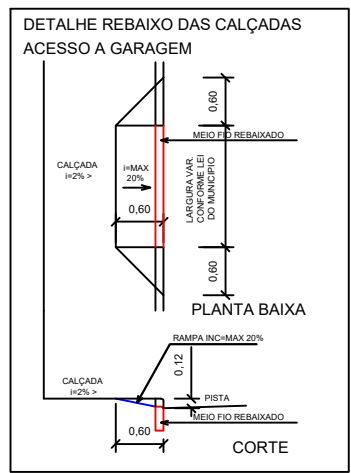 DETALHE REBAIXO DAS CALÇADAS
ACESSO A GARAGEM
0,60
MEIO FIO REBAIXADO
CALÇADA
i=2% >
i=MAX
20%
LARGURA VAR.
CONFORME LEI
DO MUNICIPIO
0,60
0,60
PLANTA BAIXA
RAMPA INC=MAX 20%
0,12
CALÇADA
i=2% >
PISTA
MEIO FIO REBAIXADO
0,60
CORTE